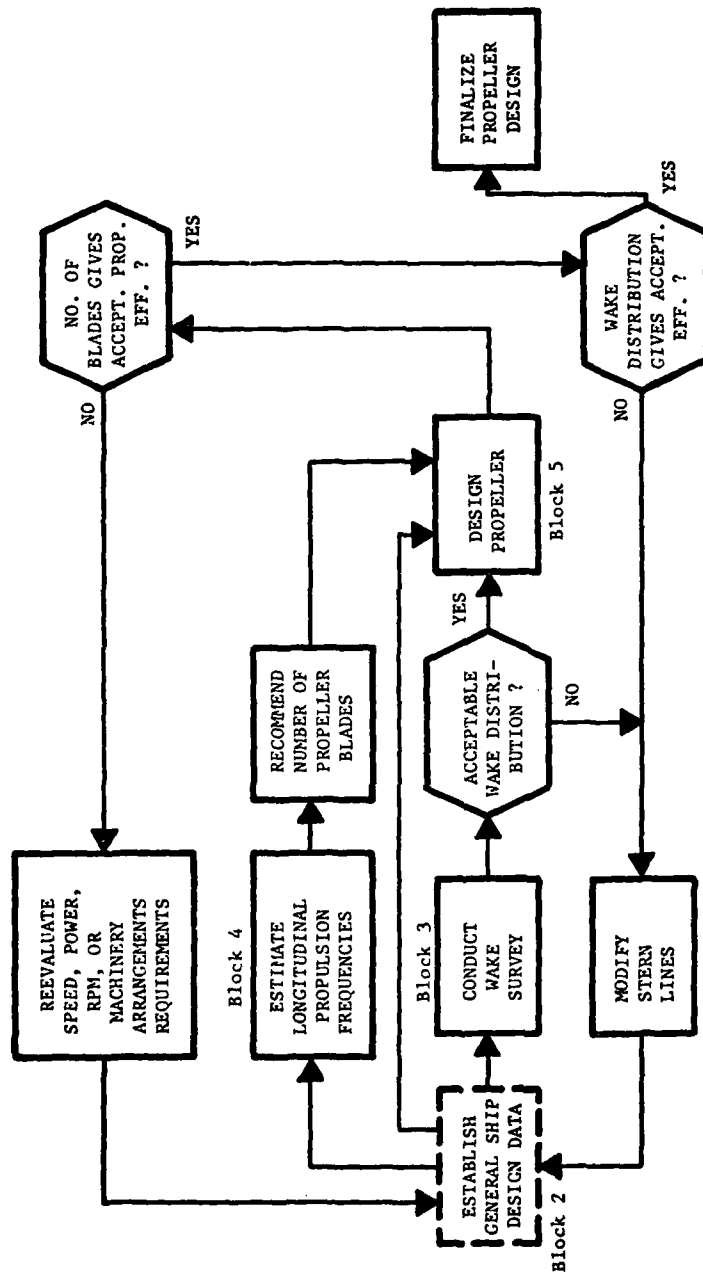 REEVALUATE
SPEED, POWER,
RPM, OR
MACHINERY
ARRANGEMENTS
REQUIREMENTS
NO
NO. OF
BLADES GIVES
ACCEPT. PROP.
EFF. ?
YES
Block 4
ESTIMATE
LONGITUDINAL
PROPULSION
FREQUENCIES
RECOMMEND
NUMBER OF
PROPELLER
BLADES
ESTABLISH
GENERAL SHIP
DESIGN DATA
Block 2
Block 3
CONDUCT
WAKE
SURVEY
ACCEPTABLE
WAKE DISTRI-
BUTION ?
YES
NO
DESIGN
PROPELLER
Block 5
FINALIZE
PROPELLER
DESIGN
MODIFY
STERN
LINES
NO
WAKE
DISTRIBUTION
GIVES ACCEPT.
EFF. ?
YES